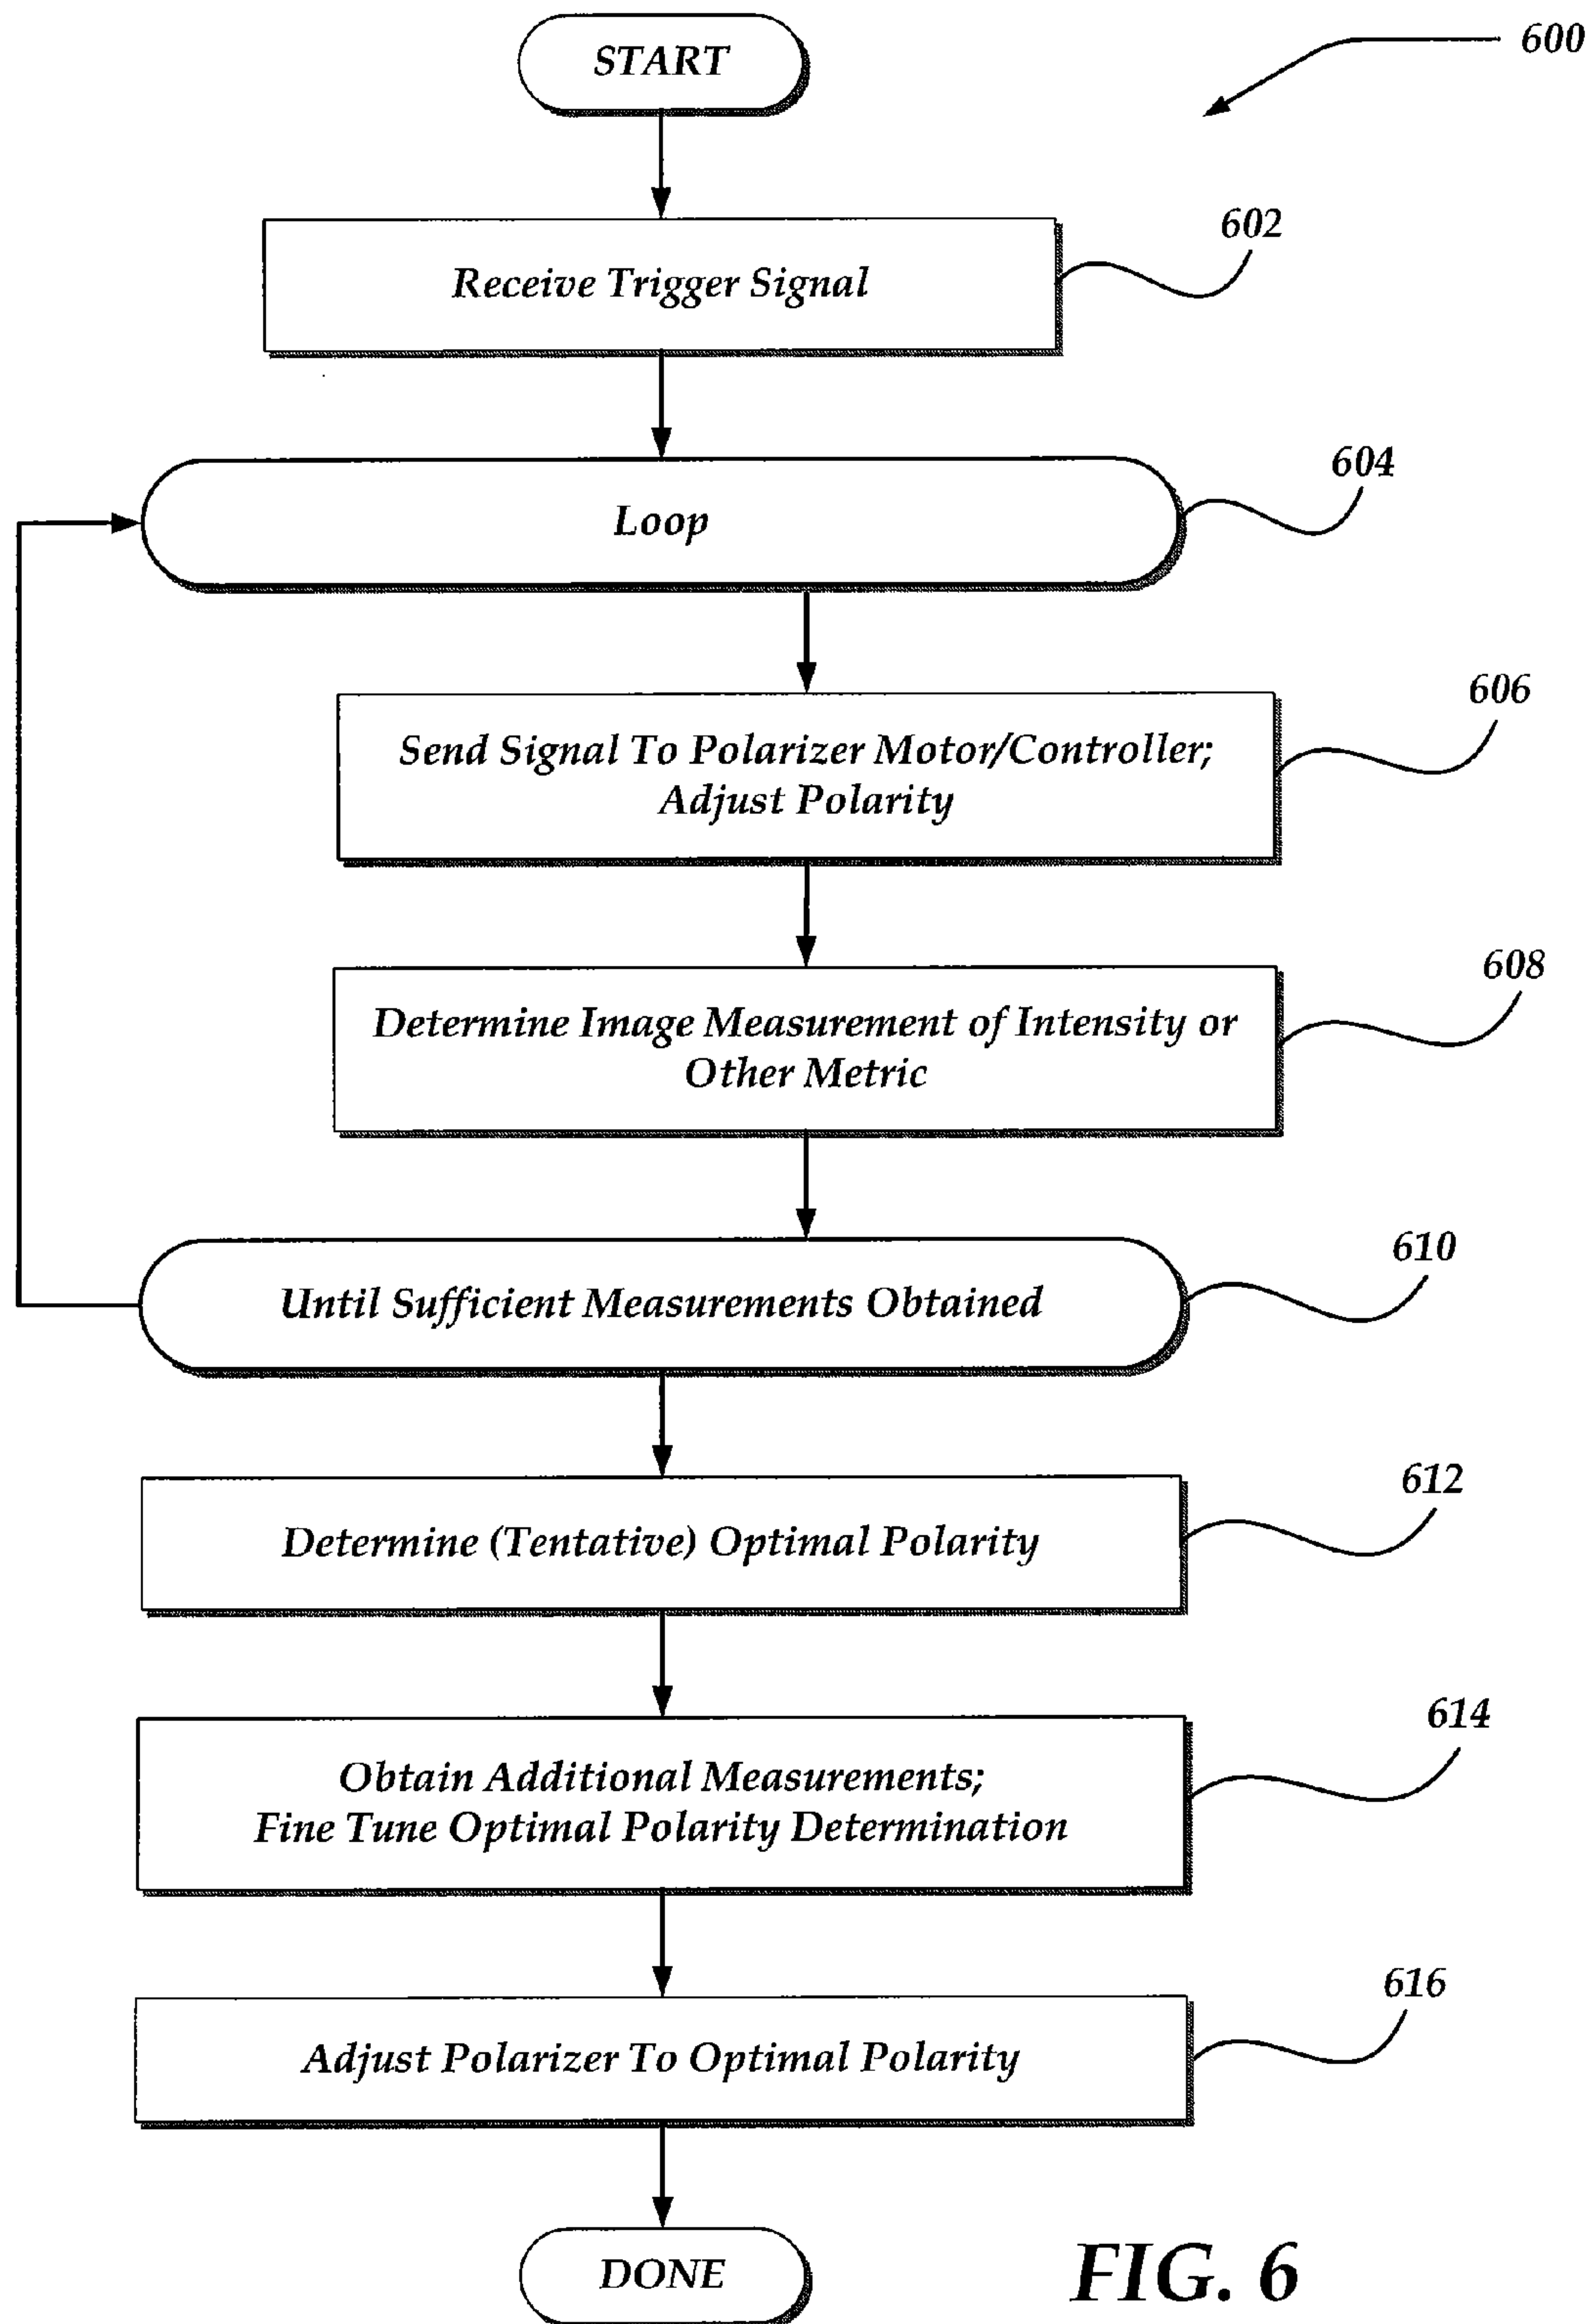 START
600
Receive Trigger Signal
602
Loop
604
Send Signal To Polarizer Motor/Controller;
Adjust Polarity
606
Determine Image Measurement of Intensity or
Other Metric
608
Until Sufficient Measurements Obtained
610
Determine (Tentative) Optimal Polarity
612
Obtain Additional Measurements;
Fine Tune Optimal Polarity Determination
614
Adjust Polarizer To Optimal Polarity
616
DONE
FIG. 6